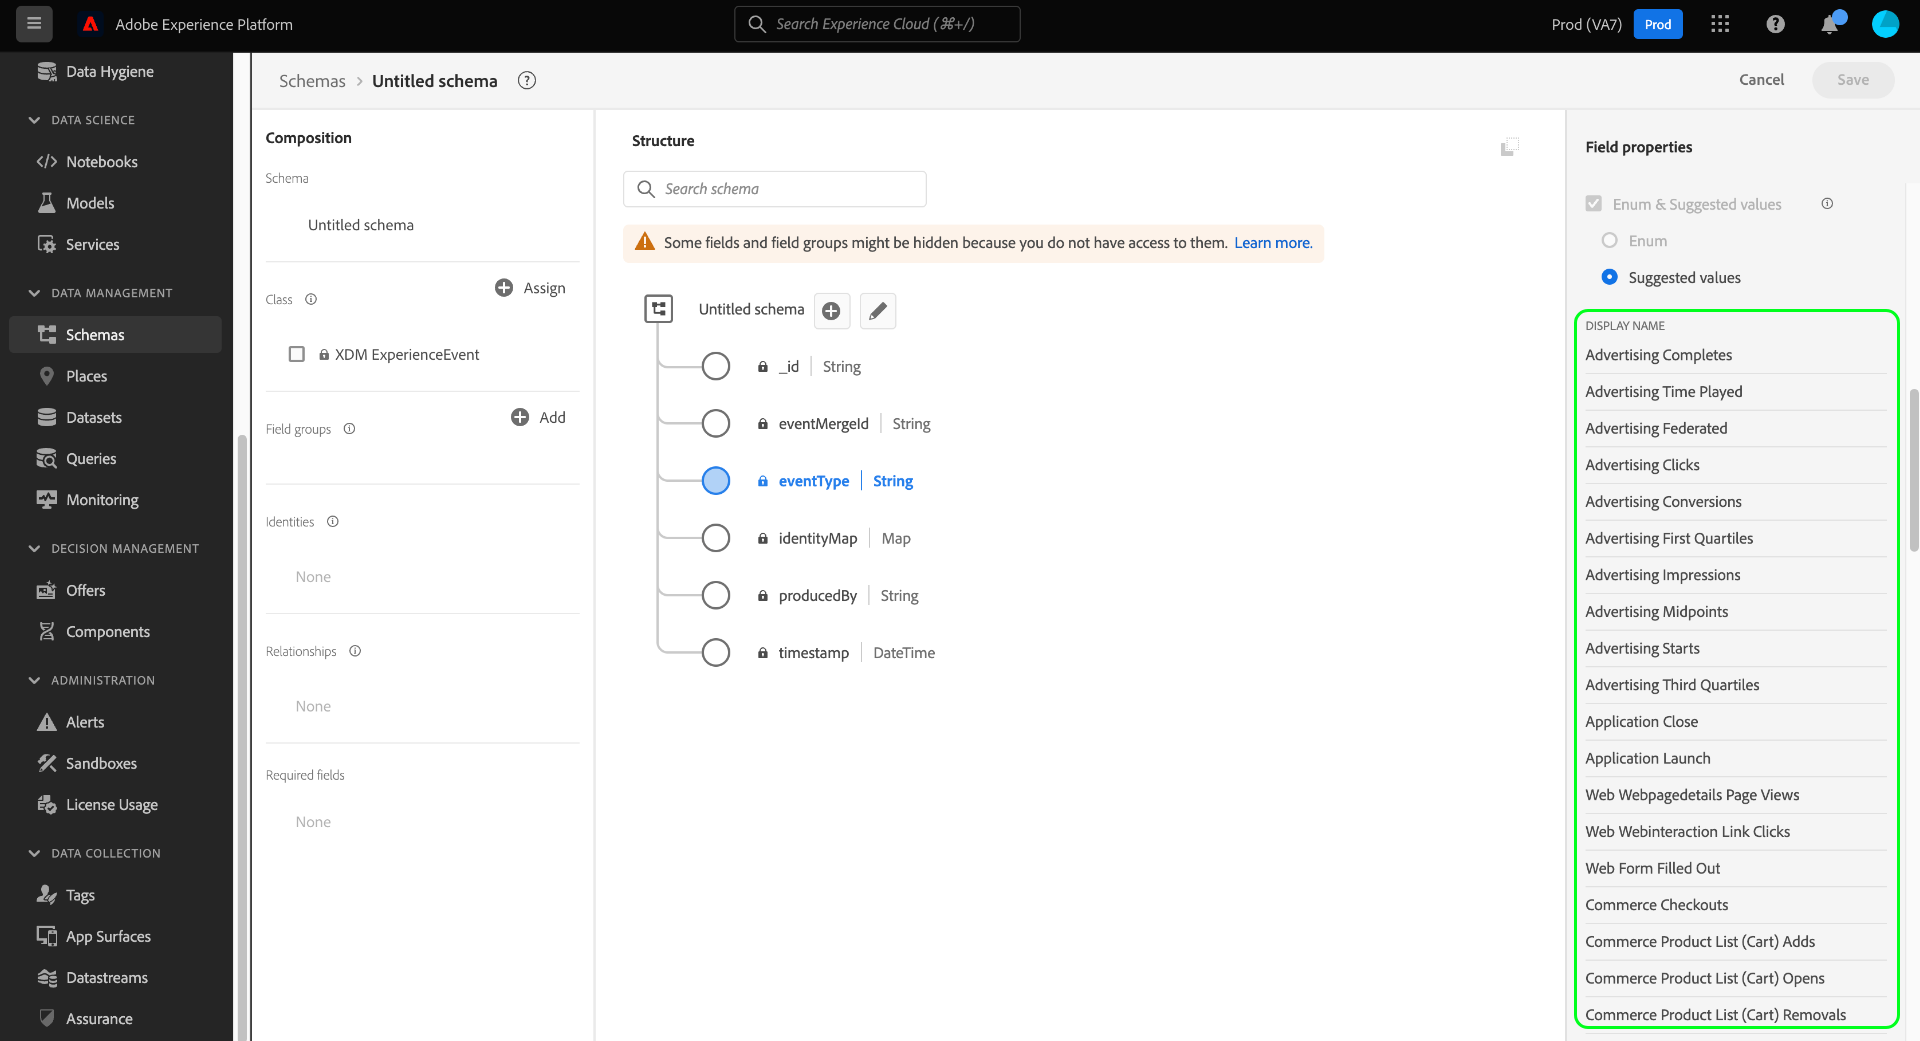 Adobe Experience Platform
Search Experience Cloud (⌘+/)
Prod (VA7)
Prod
Data Hygiene
DATA SCIENCE
Notebooks
Models
Services
DATA MANAGEMENT
Schemas
Places
Datasets
Queries
Monitoring
DECISION MANAGEMENT
Offers
Components
ADMINISTRATION
Alerts
Sandboxes
License Usage
DATA COLLECTION
Tags
App Surfaces
Datastreams
Assurance
Schemas > Untitled schema
Cancel
Save
Composition
Schema
Untitled schema
Class
Assign
XDM ExperienceEvent
Field groups
Add
Identities
None
Relationships
None
Required fields
None
Structure
Search schema
Some fields and field groups might be hidden because you do not have access to them. Learn more.
Untitled schema
_id | String
eventMergeId | String
eventType | String
identityMap | Map
producedBy | String
timestamp | DateTime
Field properties
Enum & Suggested values
Enum
Suggested values
DISPLAY NAME
Advertising Completes
Advertising Time Played
Advertising Federated
Advertising Clicks
Advertising Conversions
Advertising First Quartiles
Advertising Impressions
Advertising Midpoints
Advertising Starts
Advertising Third Quartiles
Application Close
Application Launch
Web Webpagedetails Page Views
Web Webinteraction Link Clicks
Web Form Filled Out
Commerce Checkouts
Commerce Product List (Cart) Adds
Commerce Product List (Cart) Opens
Commerce Product List (Cart) Removals